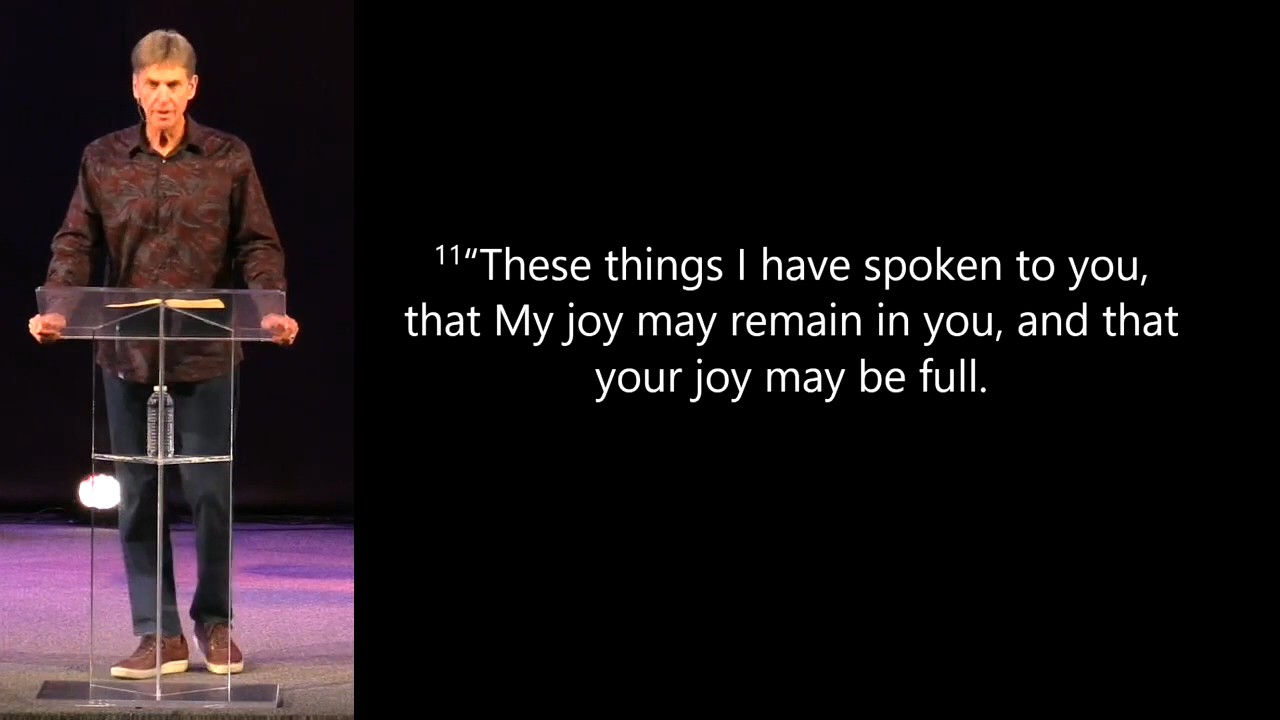 ¹¹“These things I have spoken to you,
that My joy may remain in you, and that
your joy may be full.